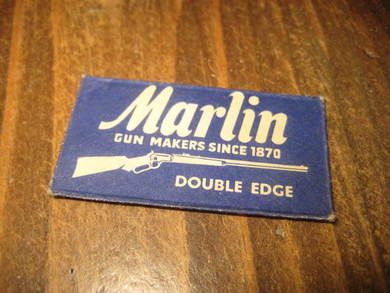 Marlin
GUN MAKERS SINCE 1870
DOUBLE EDGE